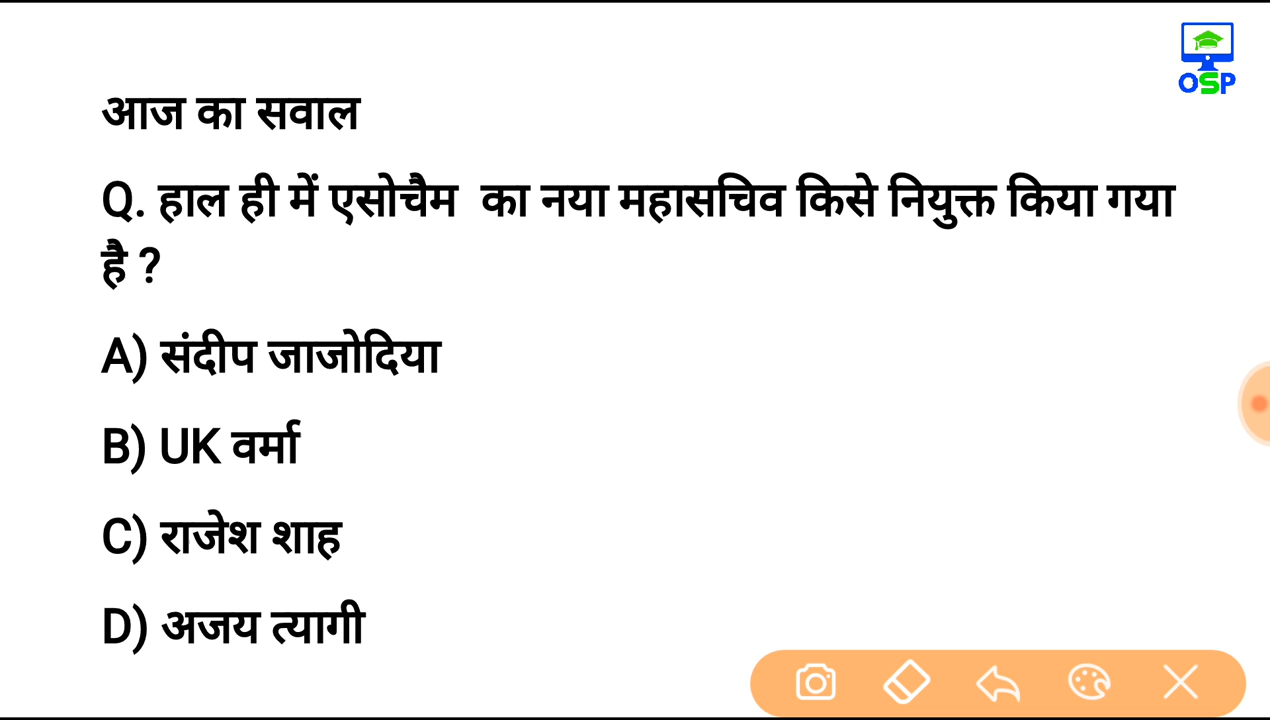 OSP
आज का सवाल
Q. हाल ही में एसोचैम का नया महासचिव किसे नियुक्त किया गया
है ?
A) संदीप जाजोदिया
B) UK वर्मा
C) राजेश शाह
D) अजय त्यागी